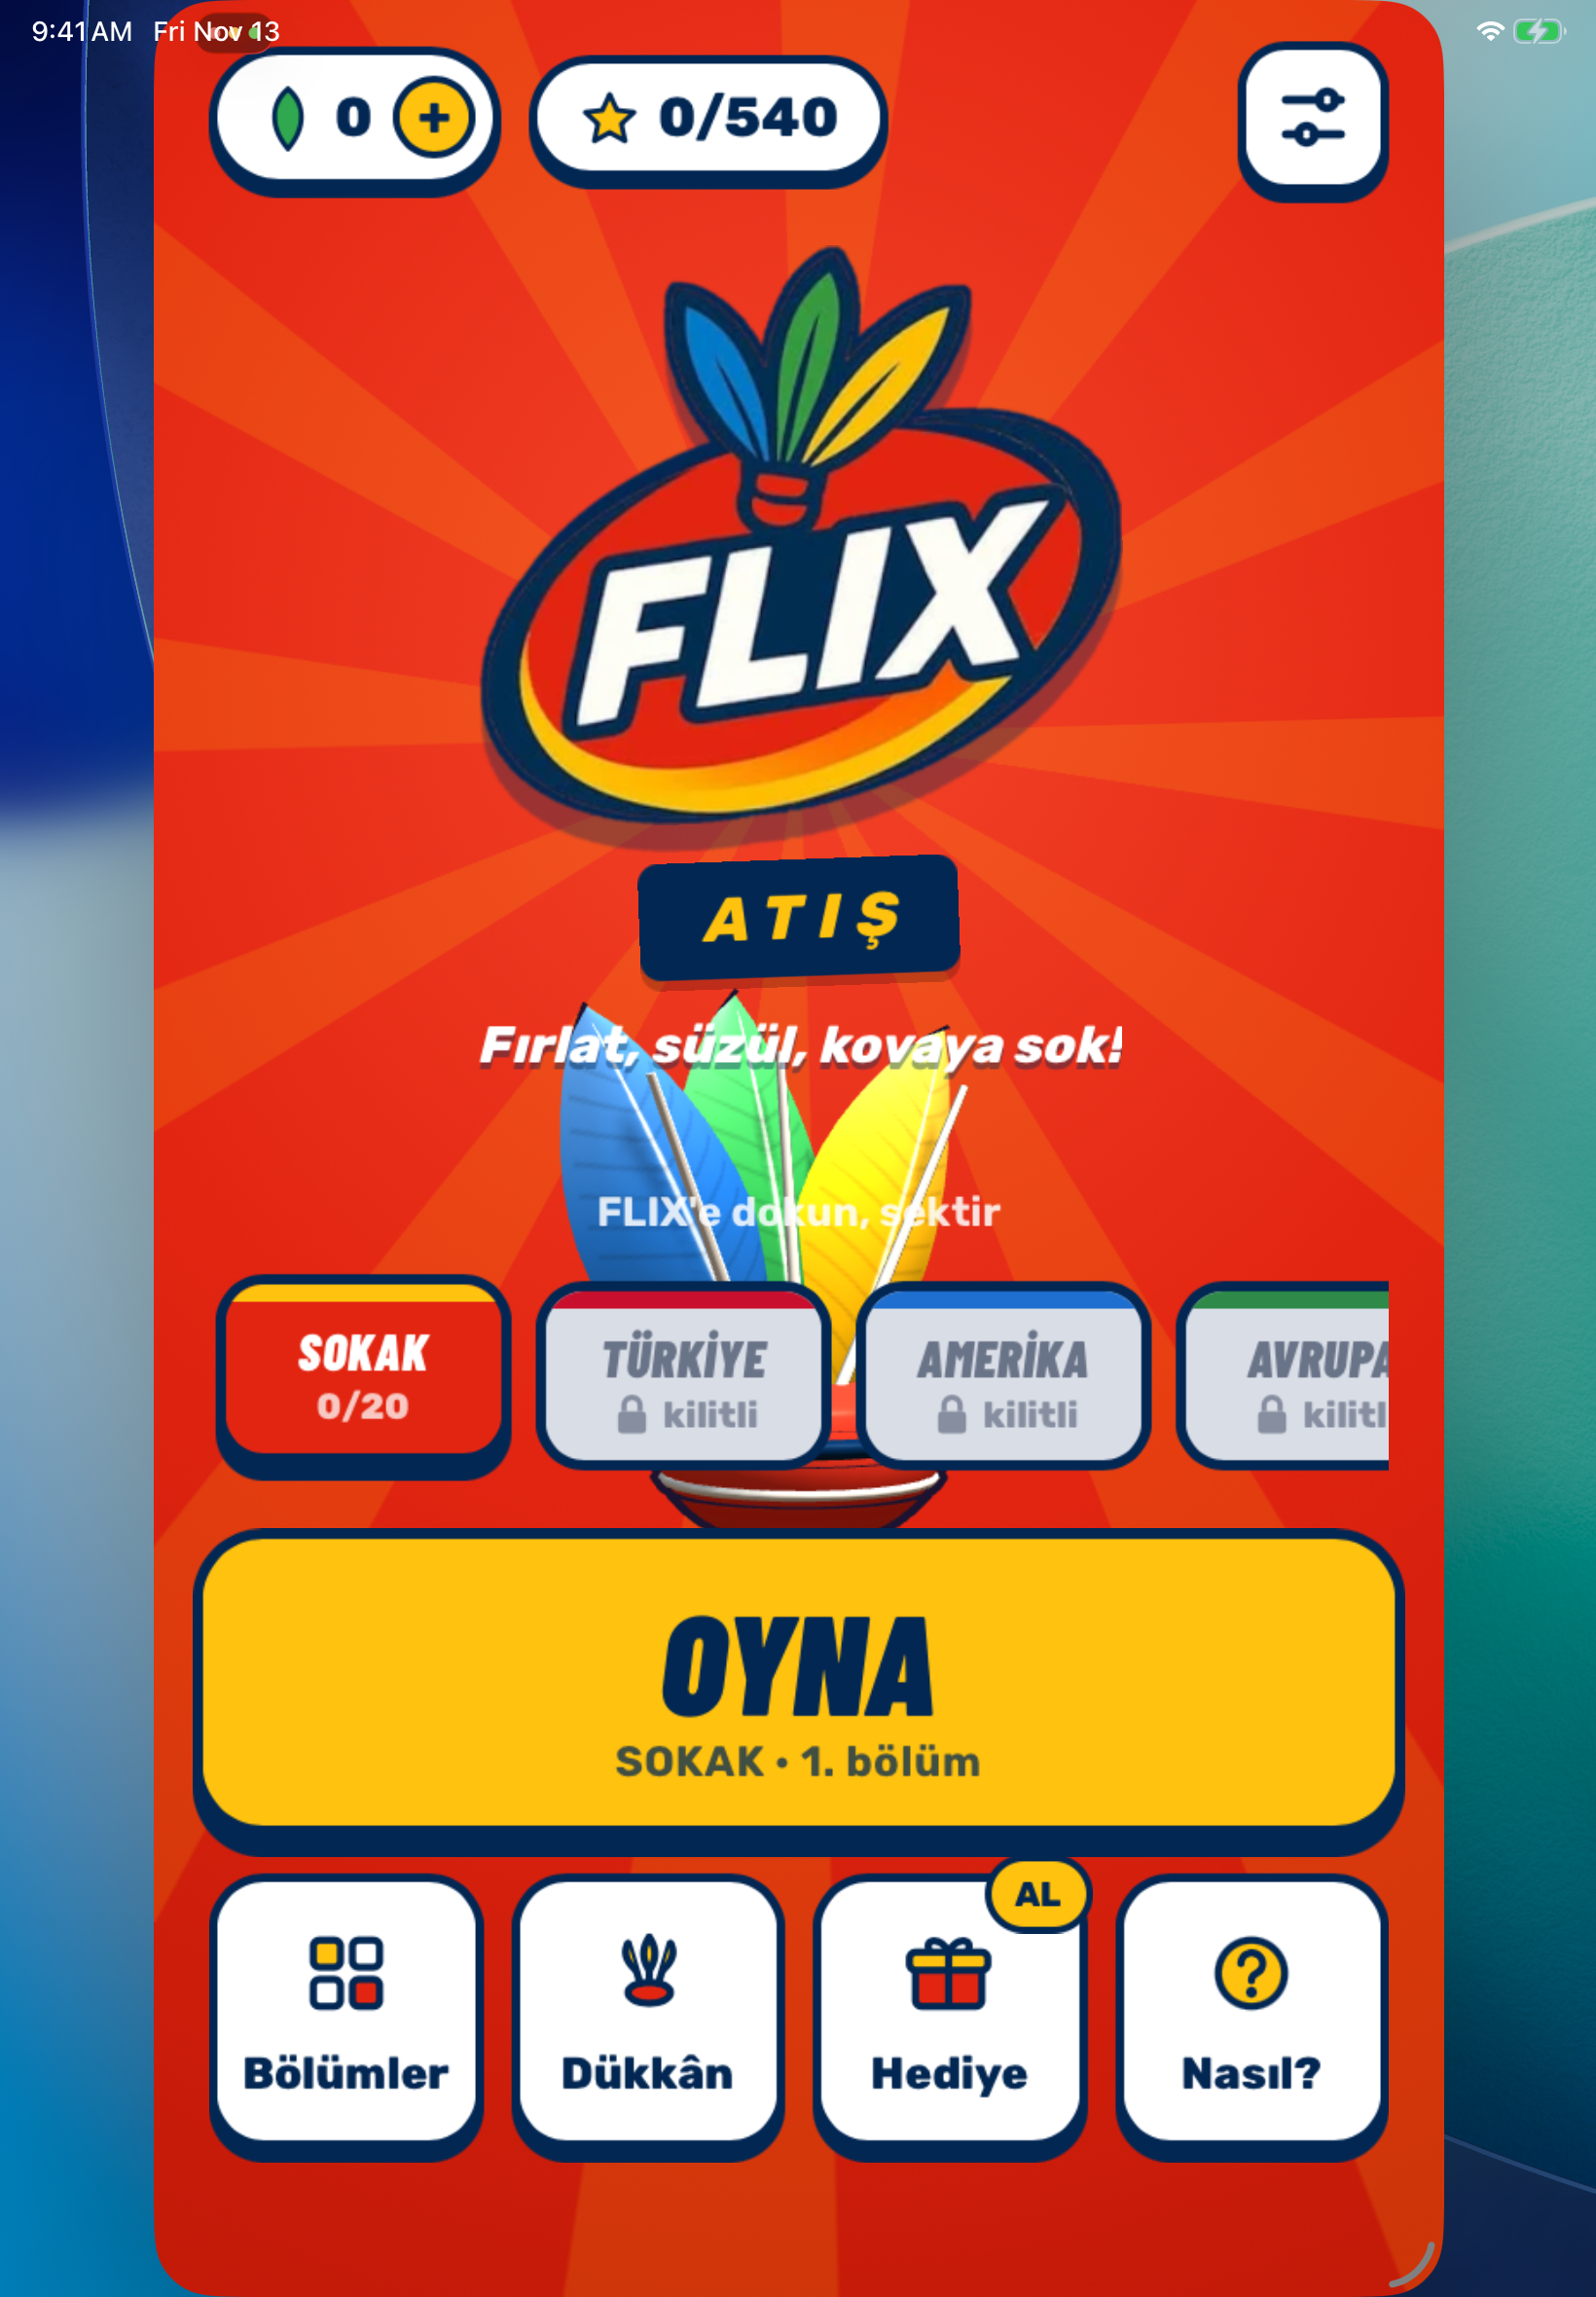 9:41 AM Fri Nov 13
0 + 0/540
FLIX
ATIŞ
Fırlat, süzül, kovaya sok!
FLIX'e dokun, sektir
SOKAK TÜRKİYE AMERİKA AVRUPA
0/20 kilitli kilitli kilitl
OYNA
SOKAK • 1. bölüm
AL
Bölümler Dükkân Hediye Nasıl?